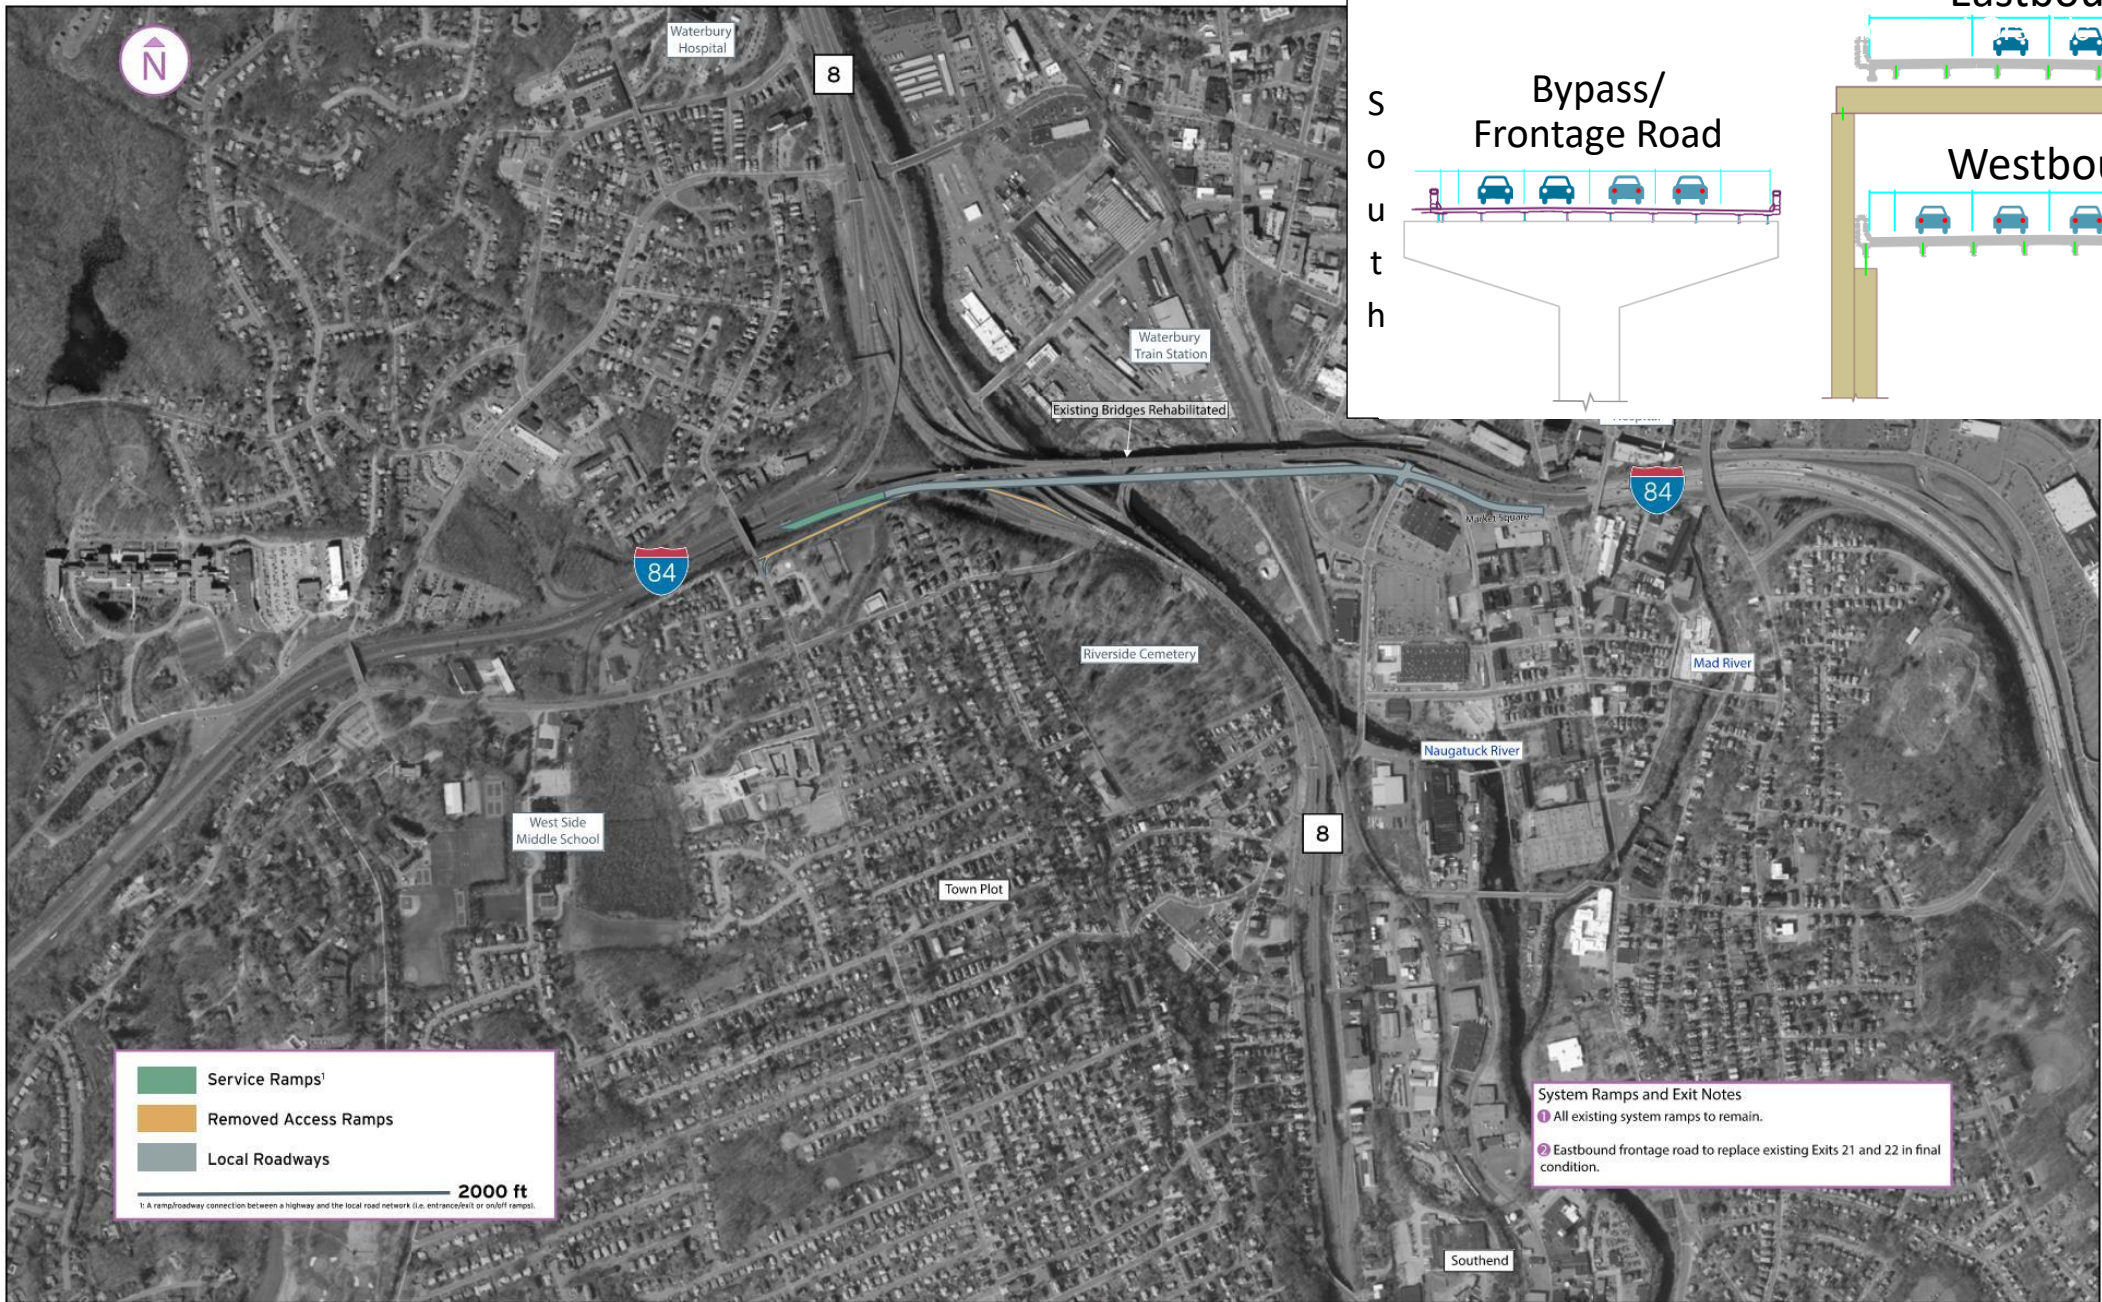 N
Waterbury
Hospital
8
Bypass/
Frontage Road
S
o
u
t
h
Waterbury
Train Station
Existing Bridges Rehabilitated
84
Market Square
84
Riverside Cemetery
Mad River
Naugatuck River
West Side
Middle School
8
Town Plot
Service Ramps¹
Removed Access Ramps
Local Roadways
2000 ft
1: A ramp/roadway connection between a highway and the local road network (i.e. entrance/exit or on/off ramps).
System Ramps and Exit Notes
1 All existing system ramps to remain.
2 Eastbound frontage road to replace existing Exits 21 and 22 in final
condition.
Southend